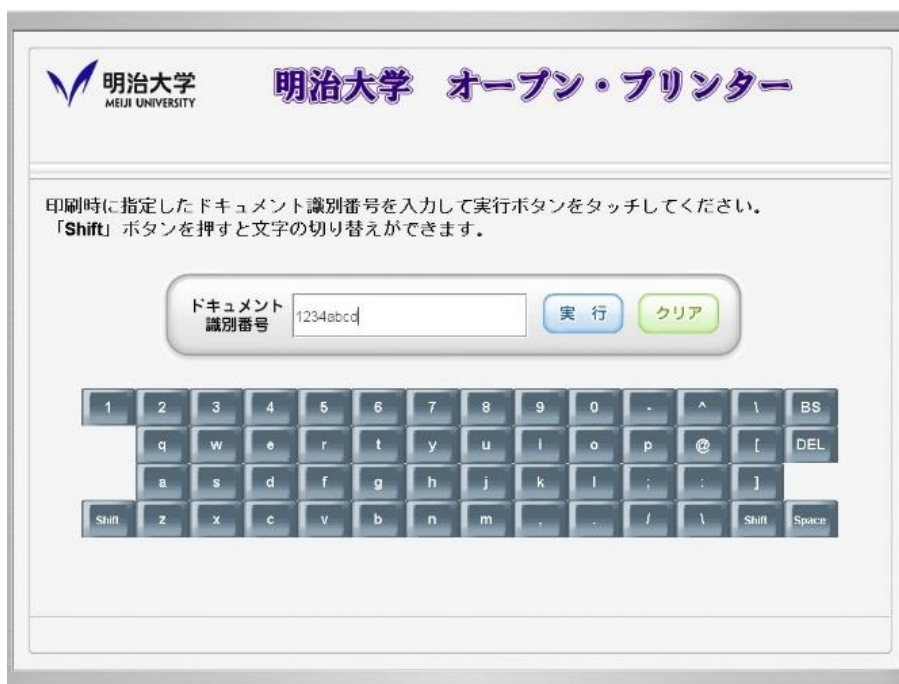 明治大学
MEIJI UNIVERSITY
明治大学 オープン・プリンター
印刷時に指定したドキュメント識別番号を入力して実行ボタンをタッチしてください。
「Shift」ボタンを押すと文字の切り替えができます。
ドキュメント
識別番号
1234abcd
実 行
クリア
1 2 3 4 5 6 7 8 9 0 - ^ \ BS
q w e r t y u i o p @ [ DEL
a s d f g h j k l ; : ]
Shift z x c v b n m , . / \ Shift Space